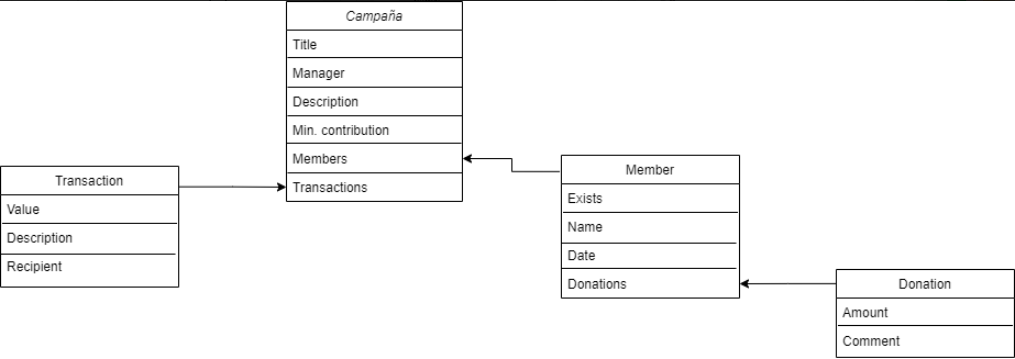 Campaña
Title
Manager
Description
Min. contribution
Members
Transactions
Transaction
Value
Description
Recipient
Member
Exists
Name
Date
Donations
Donation
Amount
Comment